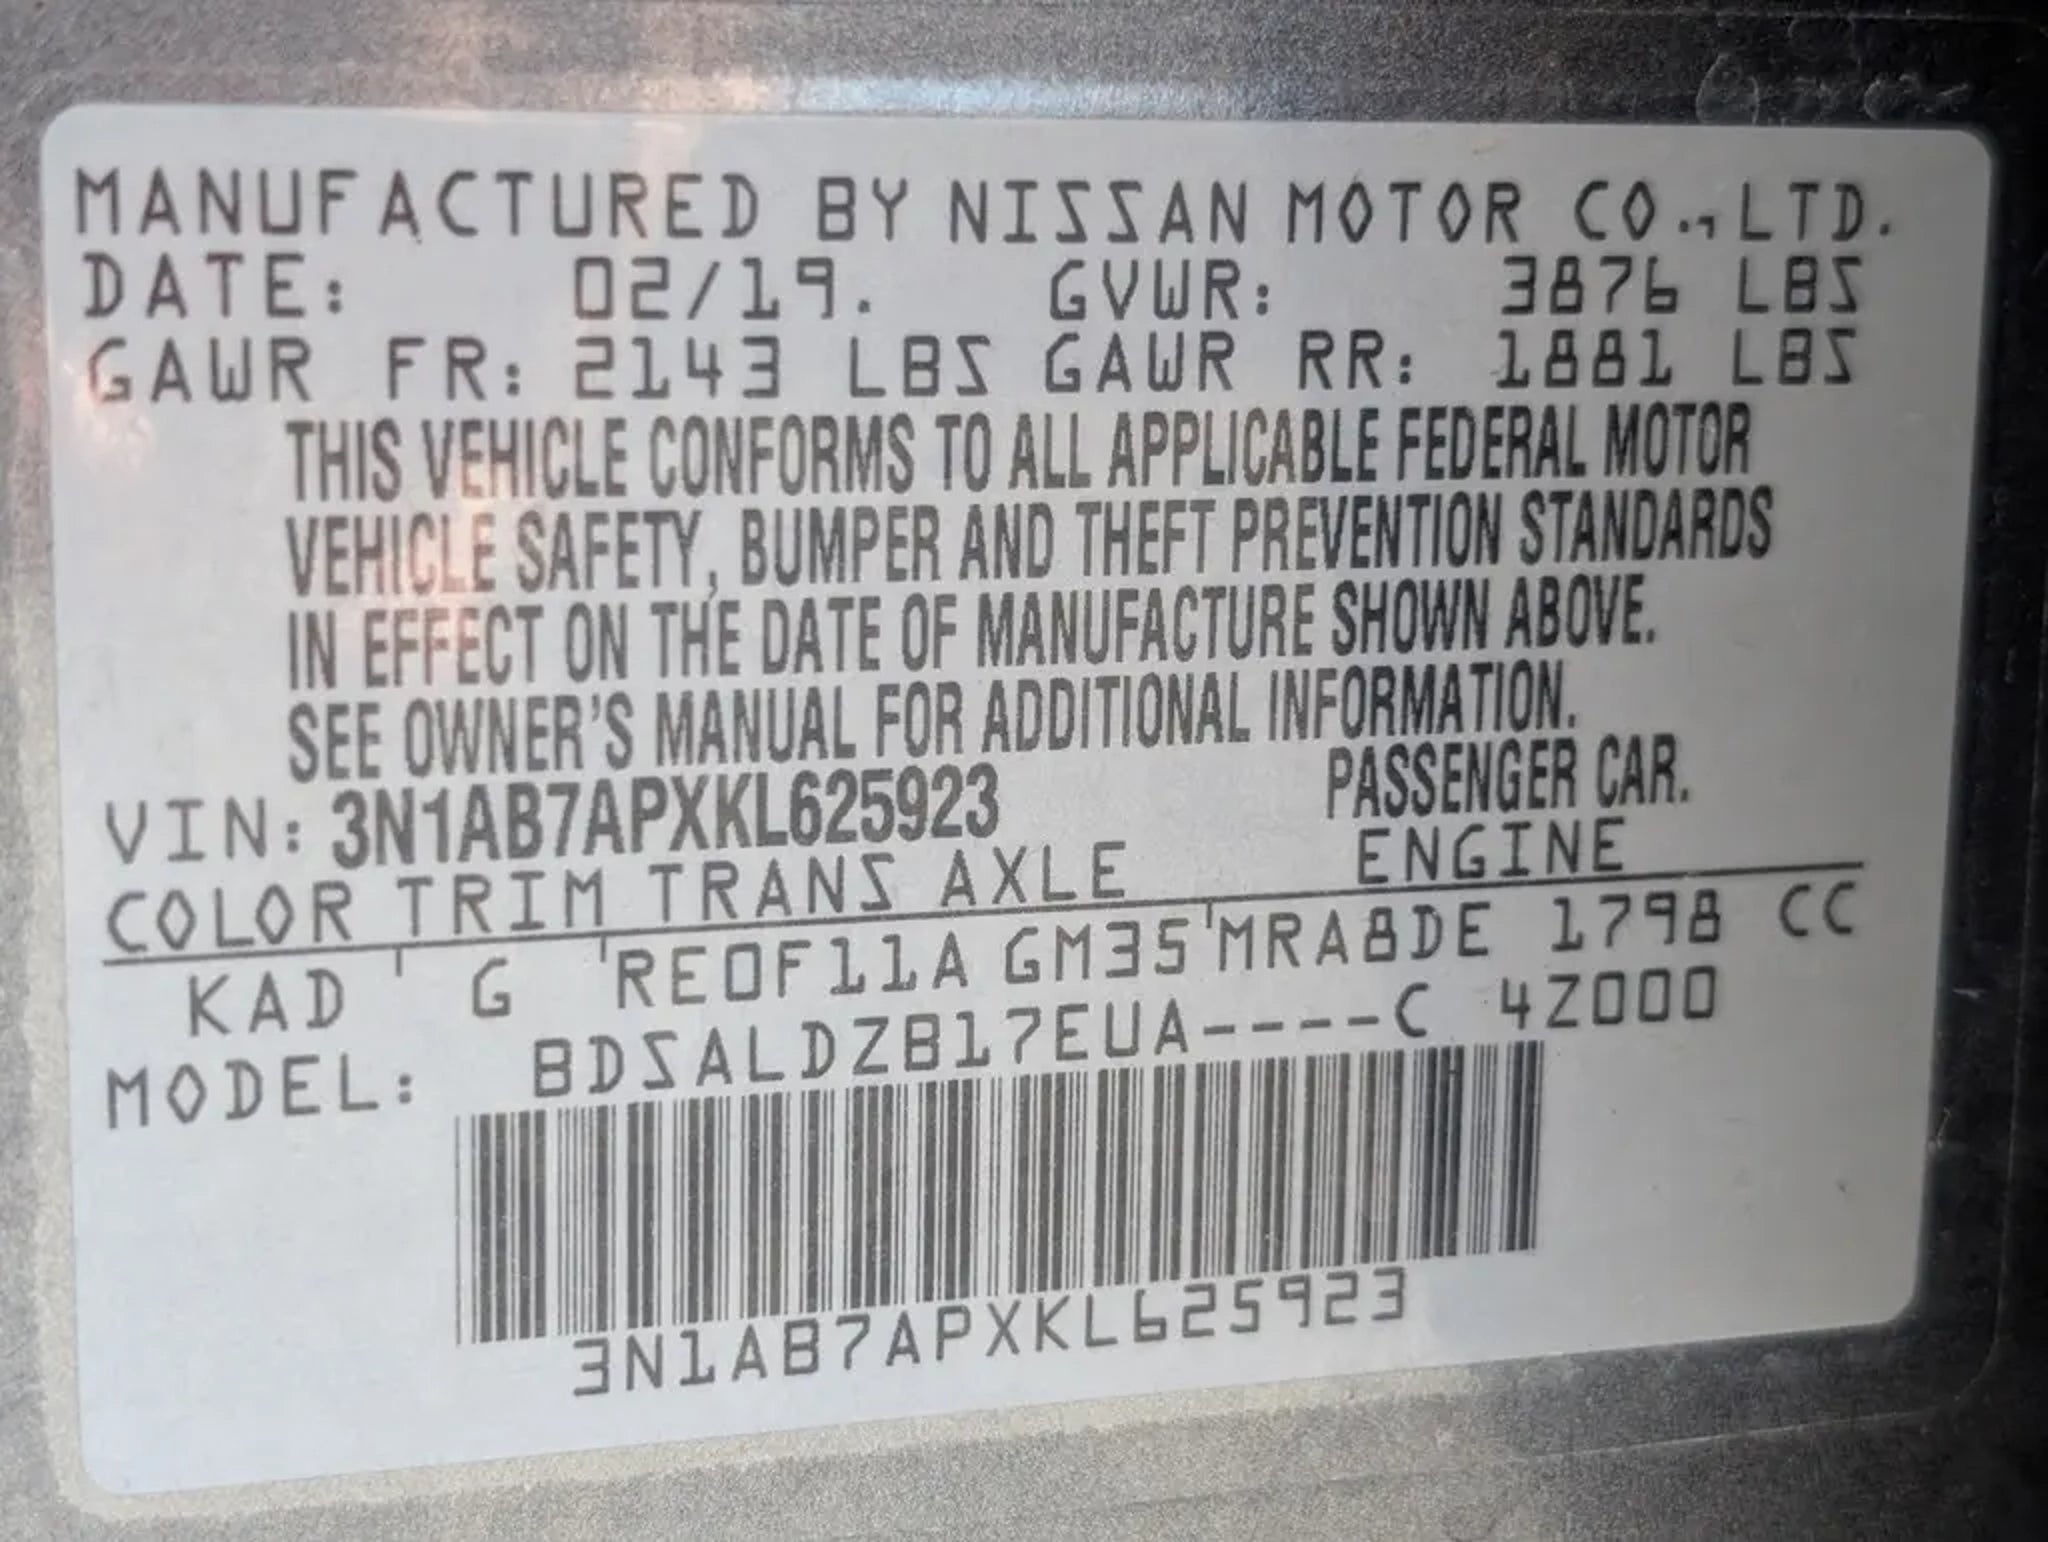 MANUFACTURED BY NISSAN MOTOR CO., LTD.
DATE: 02/19. GVWR: 3876 LBS
GAWR FR: 2143 LBS GAWR RR: 1881 LBS
THIS VEHICLE CONFORMS TO ALL APPLICABLE FEDERAL MOTOR
VEHICLE SAFETY, BUMPER AND THEFT PREVENTION STANDARDS
IN EFFECT ON THE DATE OF MANUFACTURE SHOWN ABOVE.
SEE OWNER'S MANUAL FOR ADDITIONAL INFORMATION.
VIN: 3N1AB7APXKL625923 PASSENGER CAR.
COLOR TRIM TRANS AXLE ENGINE
KAD G RE0F11A GM35 MRA8DE 1798 CC
MODEL: BDSALDZB17EUA----C 4Z000
3N1AB7APXKL625923